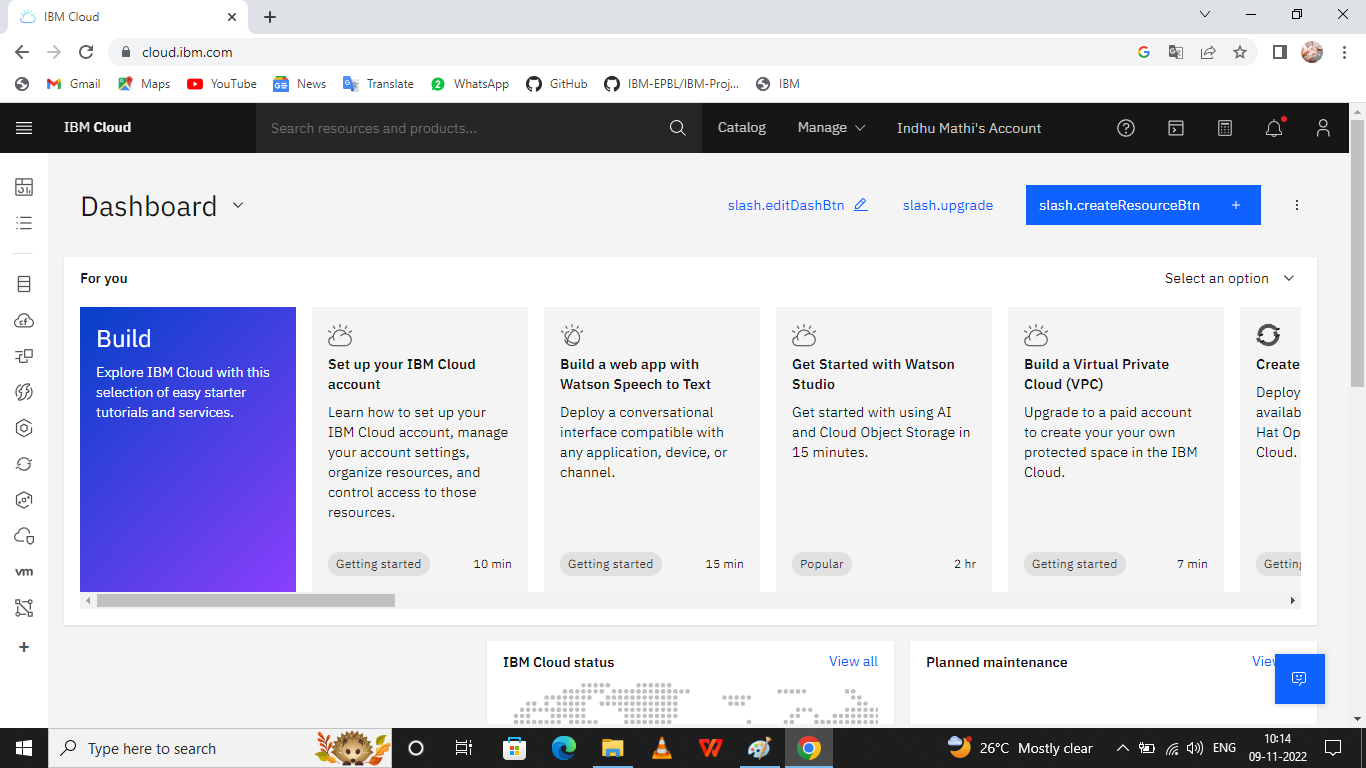 IBM Cloud
cloud.ibm.com
Gmail
Maps
YouTube
News
Translate
2
WhatsApp
GitHub
IBM-EPBL/IBM-Proj...
IBM
IBM Cloud
Search resources and products...
Catalog
Manage
Indhu Mathi's Account
Dashboard
slash.editDashBtn
slash.upgrade
slash.createResourceBtn +
For you
Select an option
Build
Explore IBM Cloud with this
selection of easy starter
tutorials and services.
Set up your IBM Cloud
account
Learn how to set up your
IBM Cloud account, manage
your account settings,
organize resources, and
control access to those
resources.
Getting started
10 min
Build a web app with
Watson Speech to Text
Deploy a conversational
interface compatible with
any application, device, or
channel.
Getting started
15 min
Get Started with Watson
Studio
Get started with using AI
and Cloud Object Storage in
15 minutes.
Popular
2 hr
Build a Virtual Private
Cloud (VPC)
Upgrade to a paid account
to create your your own
protected space in the IBM
Cloud.
Getting started
7 min
Create
Deploy
availab
Hat Op
Cloud.
Getting
vm
IBM Cloud status
View all
Planned maintenance
View
Type here to search
26°C Mostly clear
ENG
10:14
09-11-2022